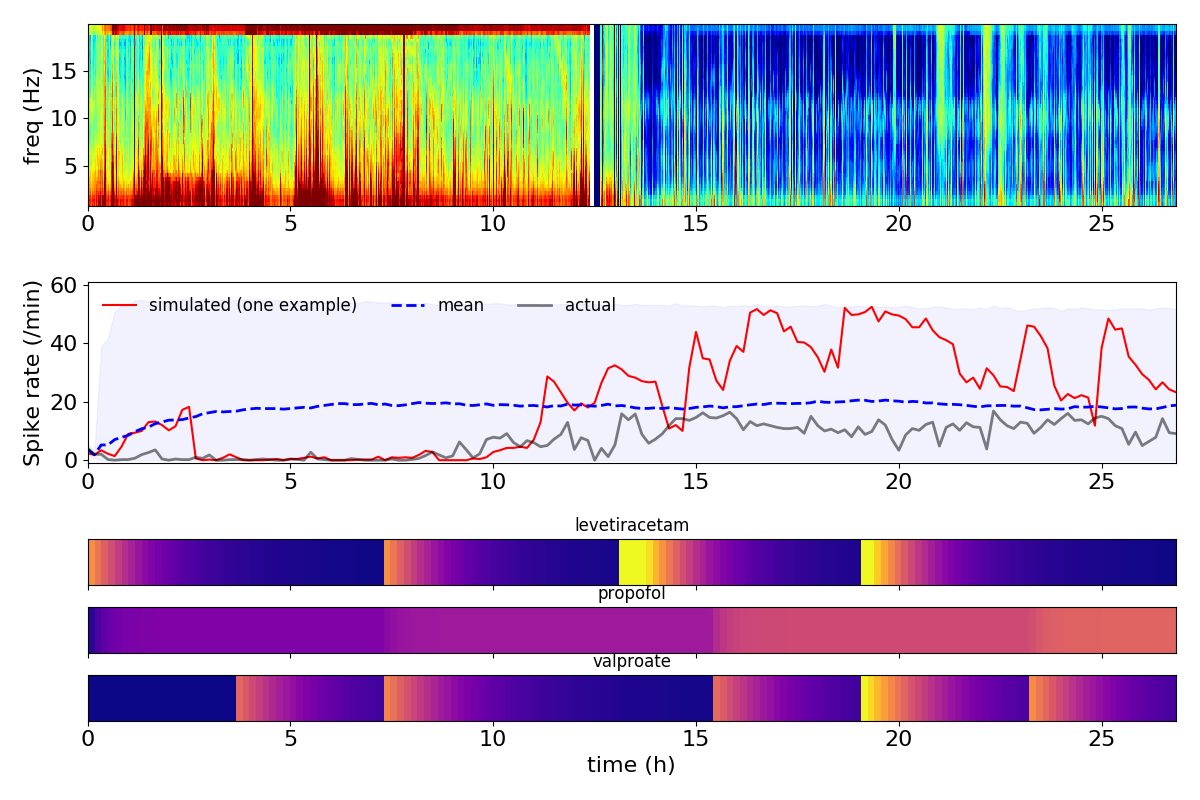 freq (Hz)
15
10
5
0 5 10 15 20 25
Spike rate (/min)
60
40
20
0
simulated (one example) mean actual
0 5 10 15 20 25
levetiracetam
propofol
valproate
0 5 10 15 20 25
time (h)